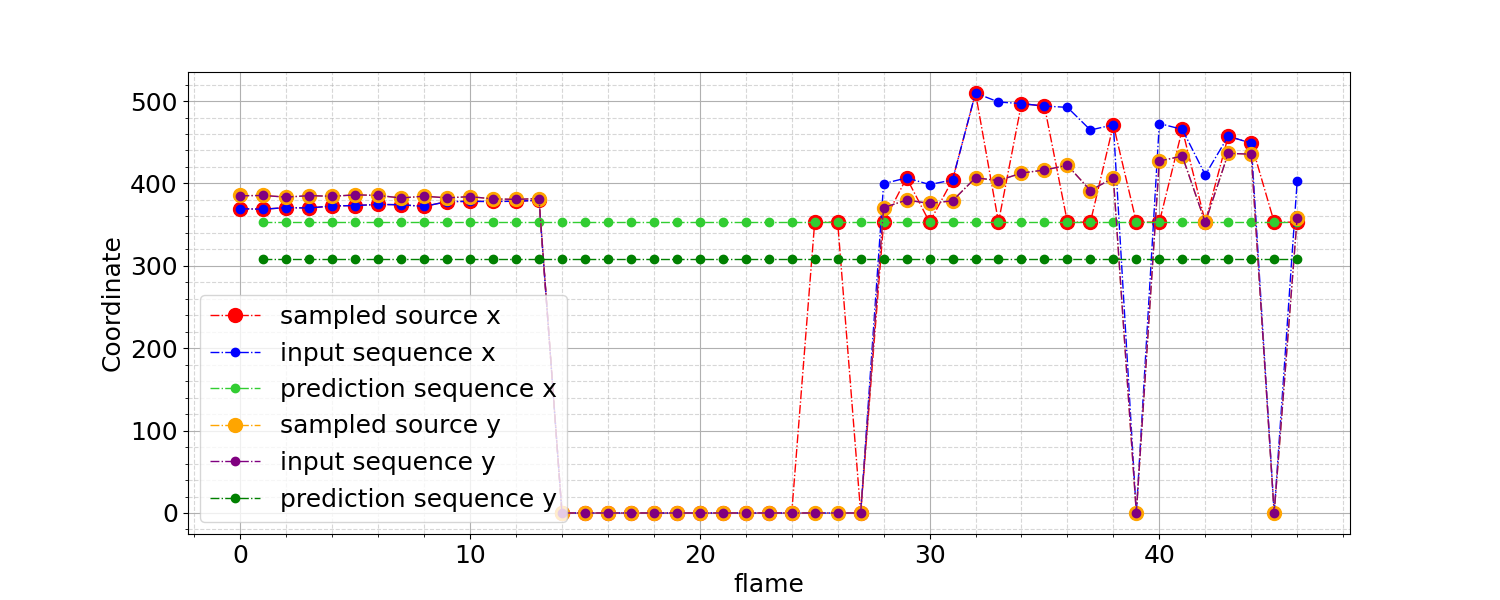 500
400
300
200
100
0
Coordinate
sampled source x
input sequence x
prediction sequence x
sampled source y
input sequence y
prediction sequence y
0 10 20 30 40
flame